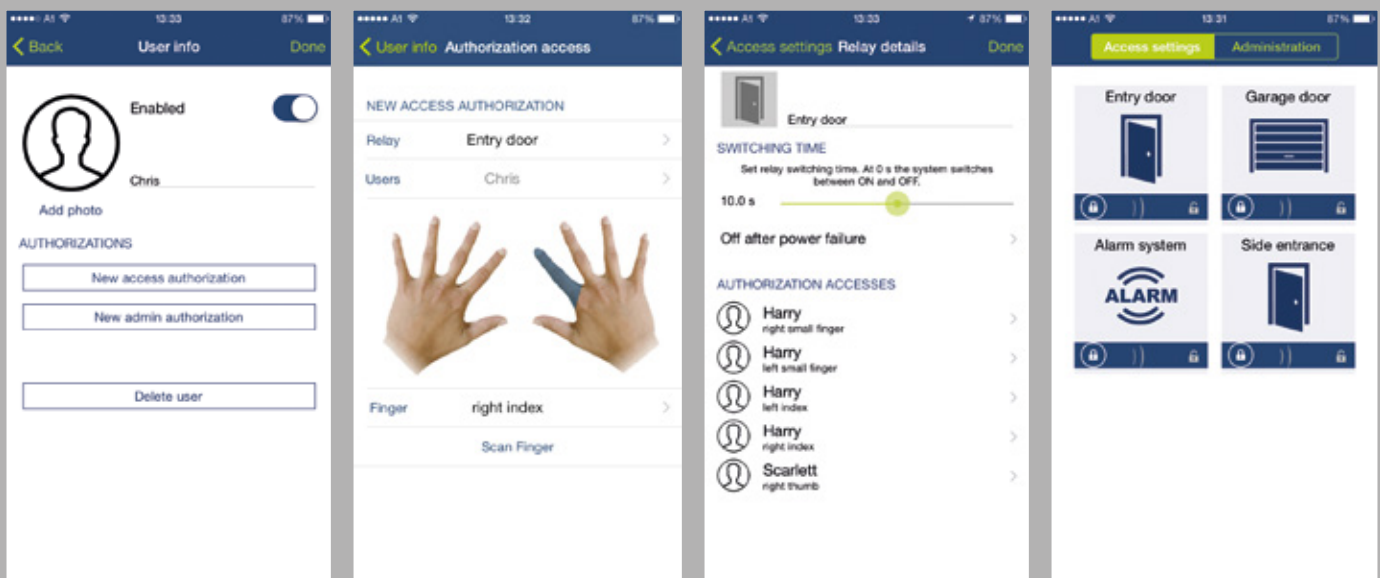 A1 13:33 87%
Back User info Done
Enabled
Chris
Add photo
AUTHORIZATIONS
New access authorization
New admin authorization
Delete user
A1 13:32 87%
User info Authorization access
NEW ACCESS AUTHORIZATION
Relay Entry door
Users Chris
Finger right index
Scan Finger
A1 13:33 87%
Access settings Relay details Done
Entry door
SWITCHING TIME
Set relay switching time. At 0 s the system switches
between ON and OFF.
10.0 s
Off after power failure
AUTHORIZATION ACCESSES
Harry
right small finger
Harry
left small finger
Harry
left index
Harry
right index
Scarlett
right thumb
A1 13:31 87%
Access settings Administration
Entry door Garage door
Alarm system Side entrance
ALARM